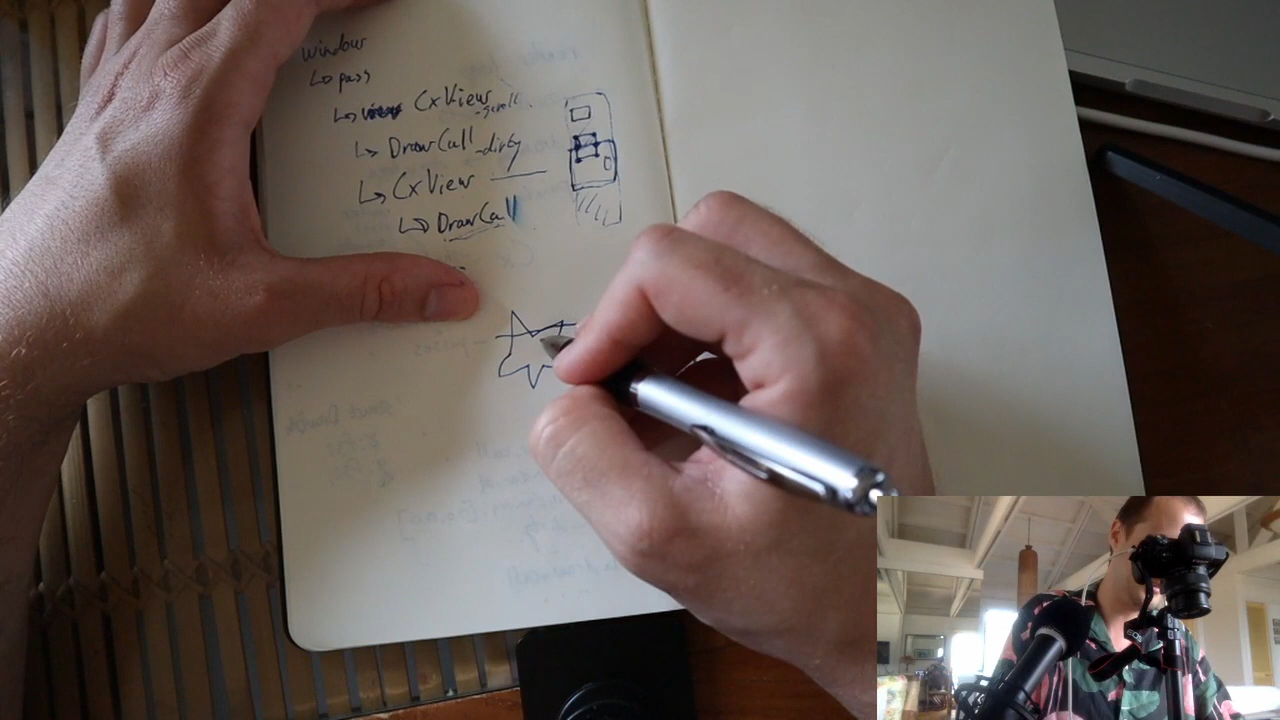 window
↳ pass
↳ CxView -scroll
↳ DrawCall -dirty
↳ CxView
↳ DrawCall